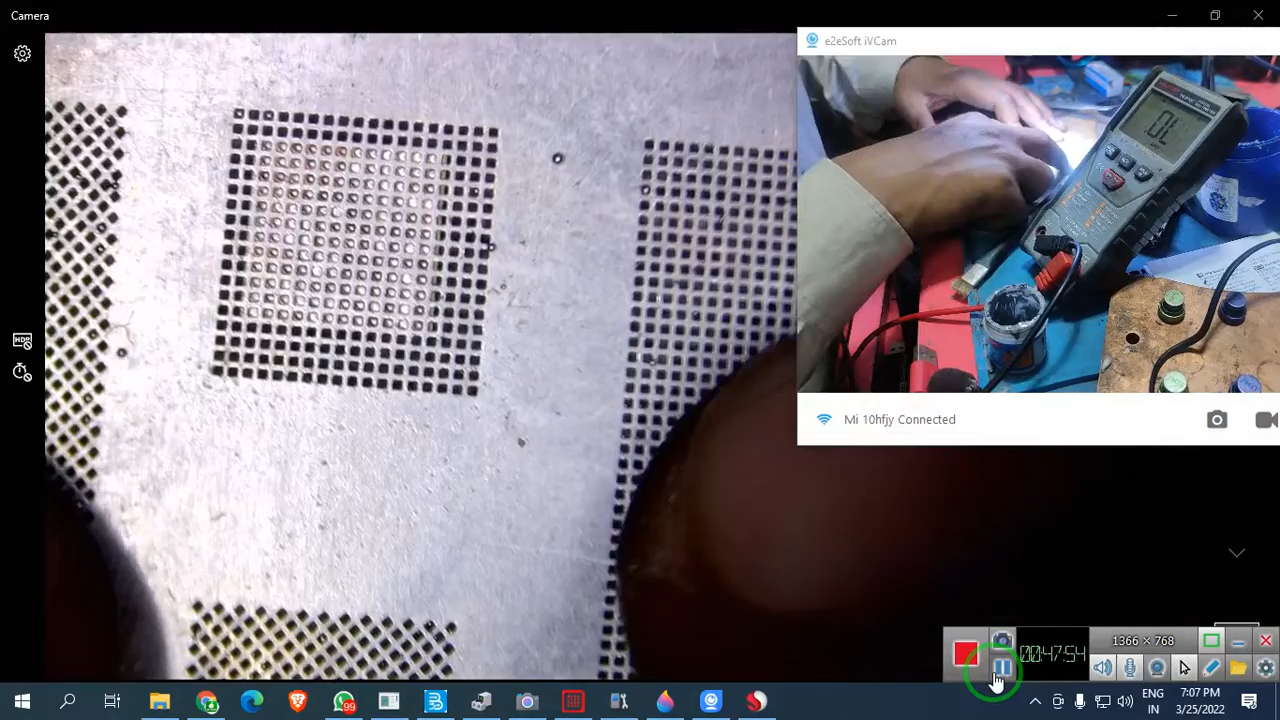 Camera
e2eSoft iVCam
.0L
Mi 10hfjy Connected
00:47:54
1366 × 768
99
ENG
IN
7:07 PM
3/25/2022